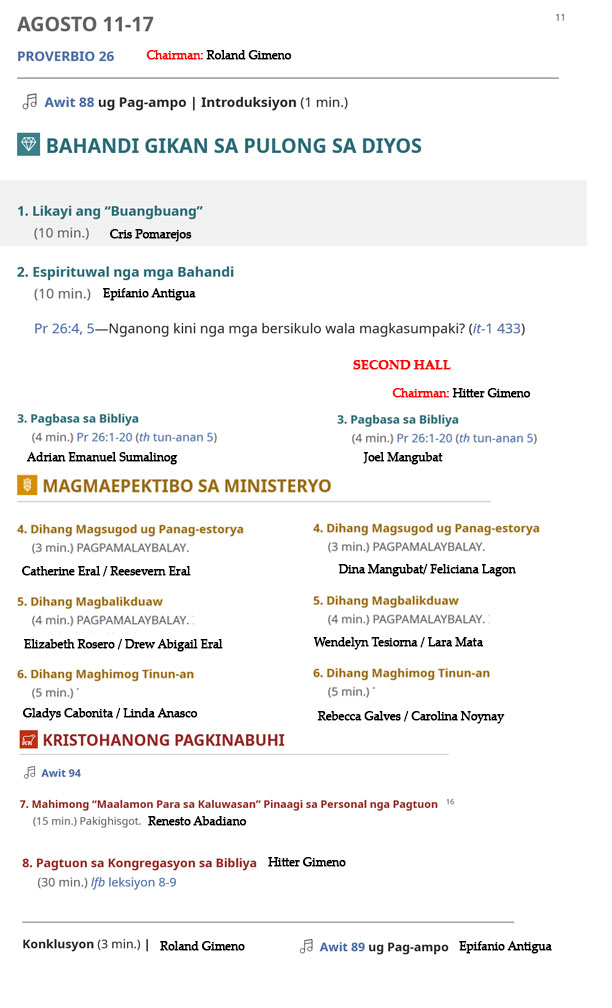 11
AGOSTO 11-17
PROVERBIO 26 Chairman: Roland Gimeno
Awit 88 ug Pag-ampo | Introduksiyon (1 min.)
BAHANDI GIKAN SA PULONG SA DIYOS
1. Likayi ang “Buangbuang”
(10 min.) Cris Pomarejos
2. Espirituwal nga mga Bahandi
(10 min.) Epifanio Antigua
Pr 26:4, 5—Nganong kini nga mga bersikulo wala magkasumpaki? (it-1 433)
SECOND HALL
Chairman: Hitter Gimeno
3. Pagbasa sa Bibliya
(4 min.) Pr 26:1-20 (th tun-anan 5)
Adrian Emanuel Sumalinog
3. Pagbasa sa Bibliya
(4 min.) Pr 26:1-20 (th tun-anan 5)
Joel Mangubat
MAGMAEPEKTIBO SA MINISTERYO
4. Dihang Magsugod ug Panag-estorya
(3 min.) PAGPAMALAYBALAY.
Catherine Eral / Reesevern Eral
4. Dihang Magsugod ug Panag-estorya
(3 min.) PAGPAMALAYBALAY.
Dina Mangubat/ Feliciana Lagon
5. Dihang Magbalikduaw
(4 min.) PAGPAMALAYBALAY.
Elizabeth Rosero / Drew Abigail Eral
5. Dihang Magbalikduaw
(4 min.) PAGPAMALAYBALAY.
Wendelyn Tesiorna / Lara Mata
6. Dihang Maghimog Tinun-an
(5 min.)
Gladys Cabonita / Linda Anasco
6. Dihang Maghimog Tinun-an
(5 min.)
Rebecca Galves / Carolina Noynay
KRISTOHANONG PAGKINABUHI
Awit 94
7. Mahimong “Maalamon Para sa Kaluwasan” Pinaagi sa Personal nga Pagtuon 16
(15 min.) Pakighisgot. Renesto Abadiano
8. Pagtuon sa Kongregasyon sa Bibliya Hitter Gimeno
(30 min.) lfb leksiyon 8-9
Konklusyon (3 min.) | Roland Gimeno Awit 89 ug Pag-ampo Epifanio Antigua